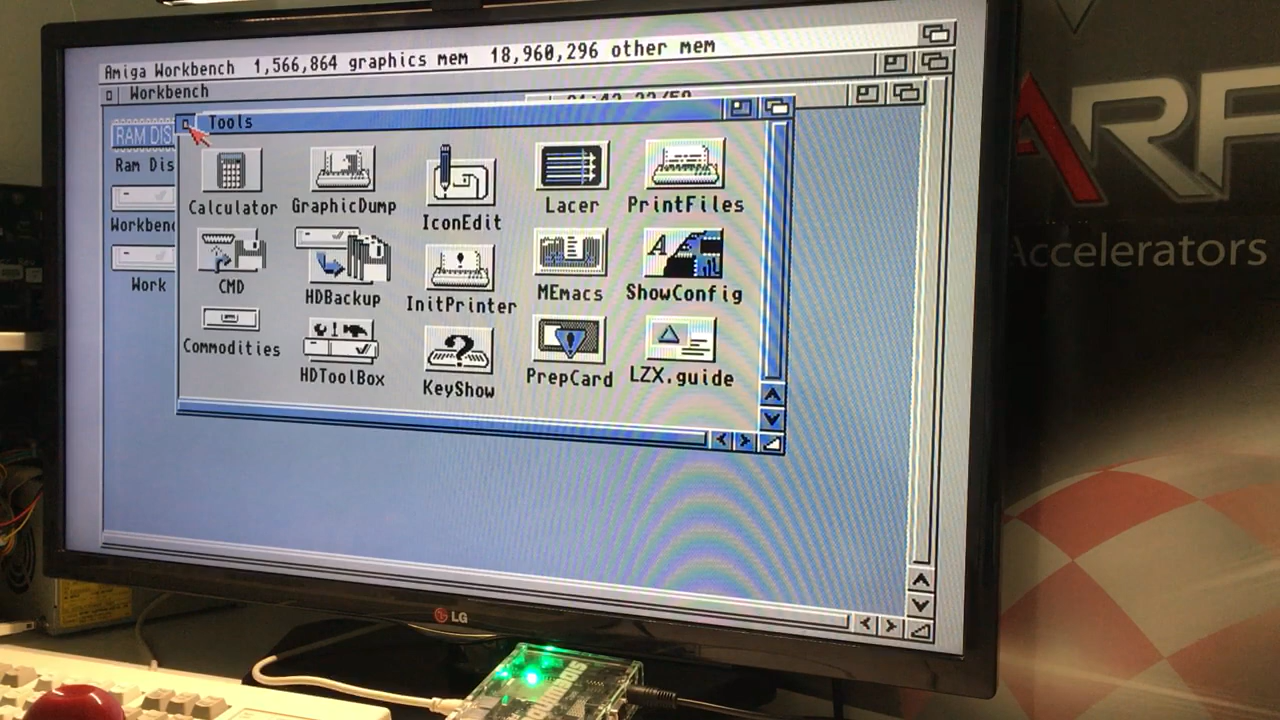 Amiga Workbench 1,566,864 graphics mem 18,960,296 other mem
Workbench
Tools
RAM DIS
Ram Dis
Workbenc
Work
Calculator GraphicDump IconEdit Lacer PrintFiles
CMD HDBackup InitPrinter MEmacs ShowConfig
Commodities HDToolBox KeyShow PrepCard LZX.guide
ARP
Accelerators
LG